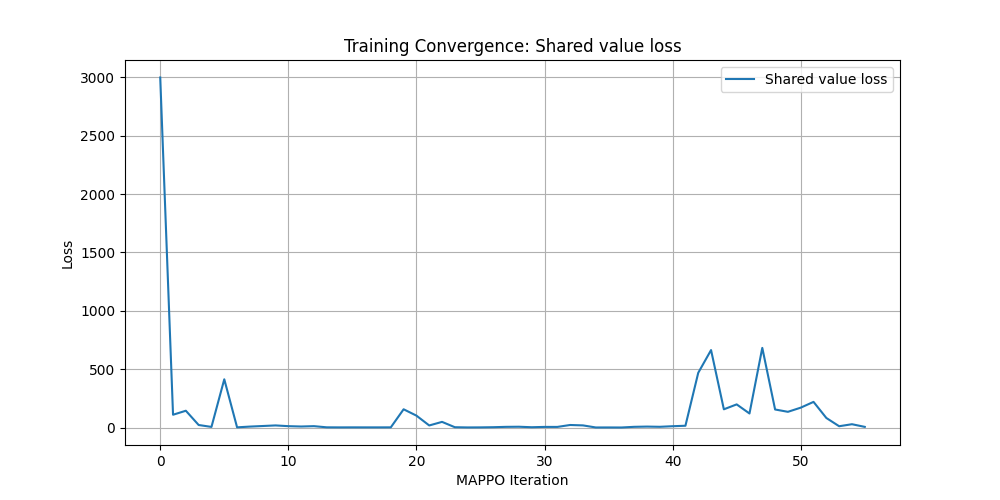 Training Convergence: Shared value loss
Shared value loss
3000
2500
2000
1500
1000
500
0
Loss
0 10 20 30 40 50
MAPPO Iteration